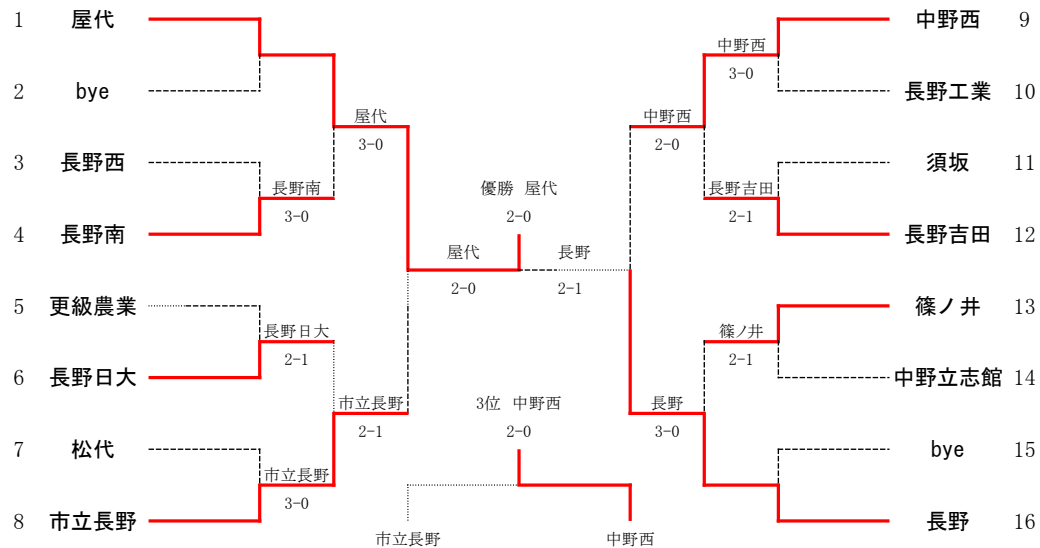 1 屋代 中野西 9
中野西
3-0
2 bye 長野工業 10
屋代 中野西
3-0 2-0
3 長野西 須坂 11
長野南 優勝 屋代 長野吉田
3-0 2-0 2-1
4 長野南 長野吉田 12
屋代 長野
2-0 2-1
5 更級農業 篠ノ井 13
長野日大 篠ノ井
2-1 2-1
6 長野日大 中野立志館 14
市立長野 3位 中野西 長野
2-1 2-0 3-0
7 松代 bye 15
市立長野
3-0
8 市立長野 長野 16
市立長野 中野西